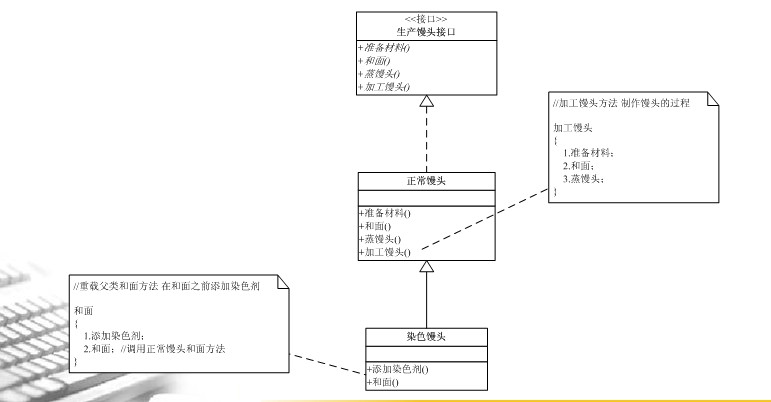 <<接口>>
生产馒头接口
+准备材料()
+和面()
+蒸馒头()
+加工馒头()
//加工馒头方法 制作馒头的过程
加工馒头
{
1.准备材料;
2.和面;
3.蒸馒头;
}
正常馒头
+准备材料()
+和面()
+蒸馒头()
+加工馒头()
//重载父类和面方法 在和面之前添加染色剂
和面
{
1.添加染色剂;
2.和面; //调用正常馒头和面方法
}
染色馒头
+添加染色剂()
+和面()